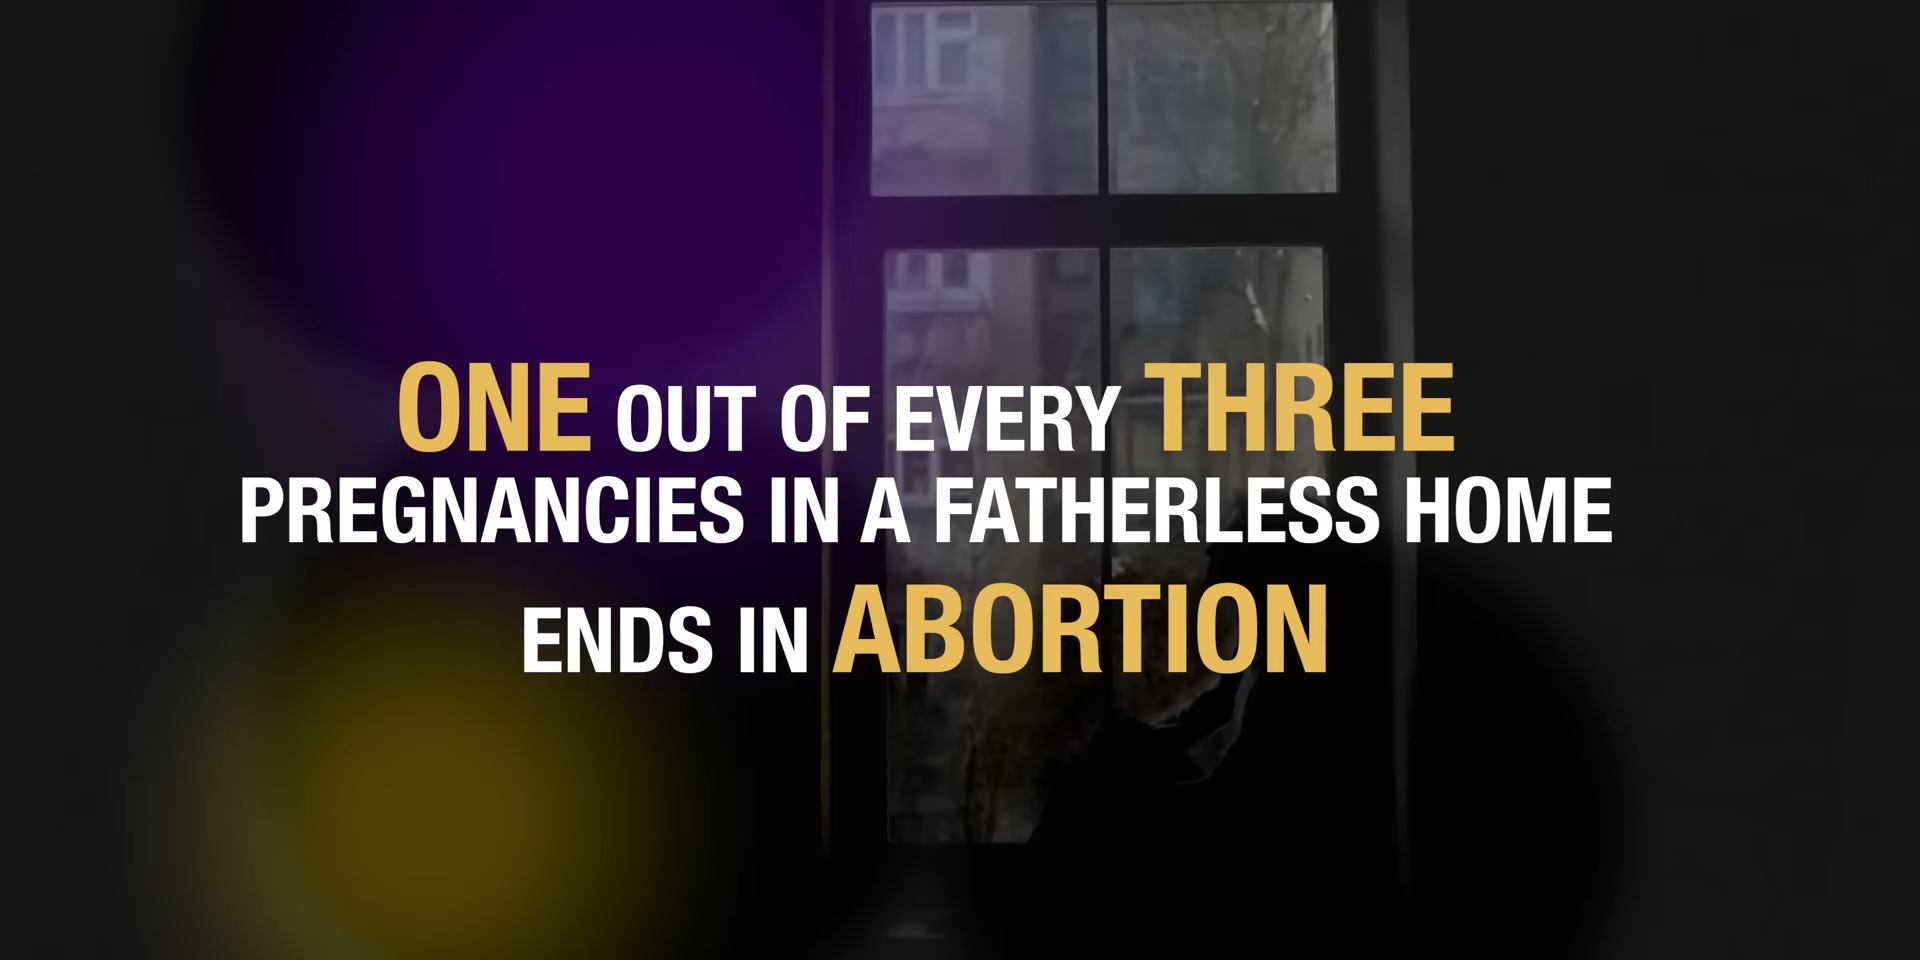 ONE OUT OF EVERY THREE
PREGNANCIES IN A FATHERLESS HOME
ENDS IN ABORTION